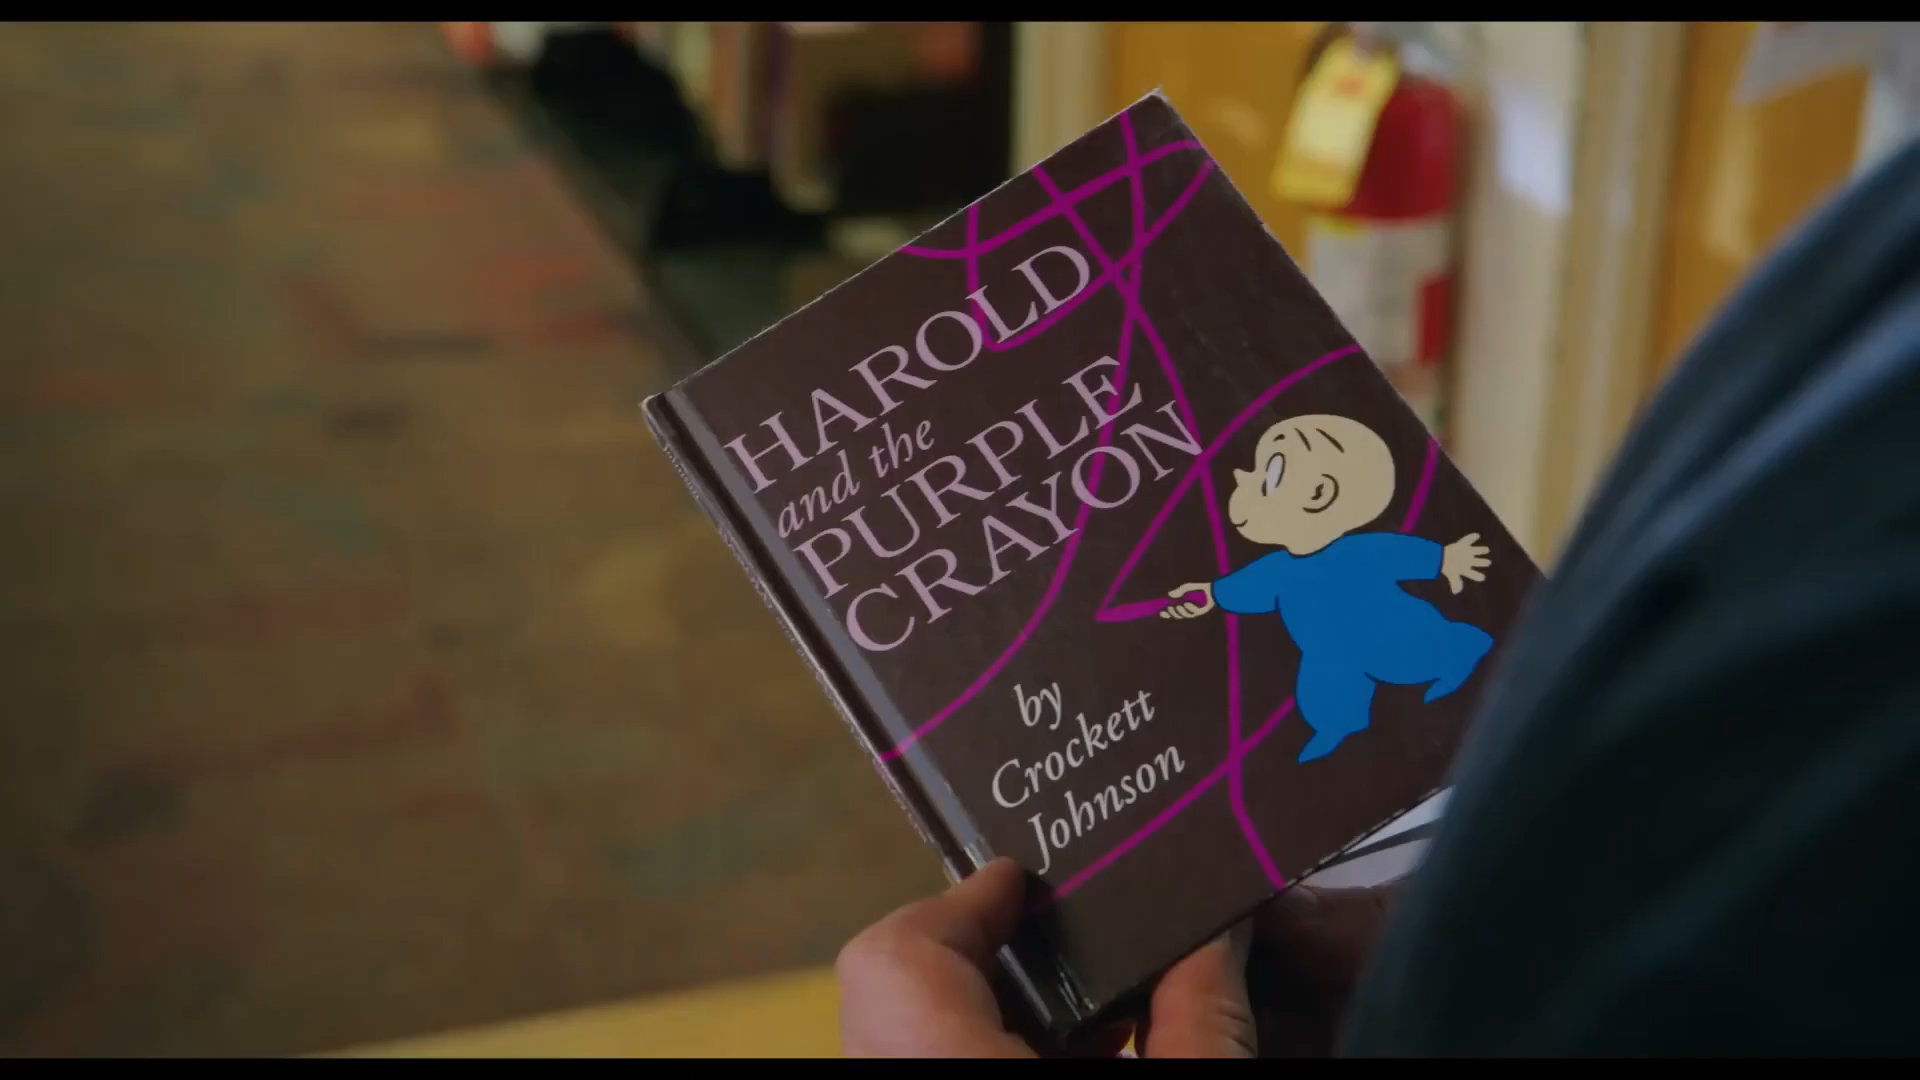 HAROLD
and the
PURPLE
CRAYON
by
Crockett
Johnson